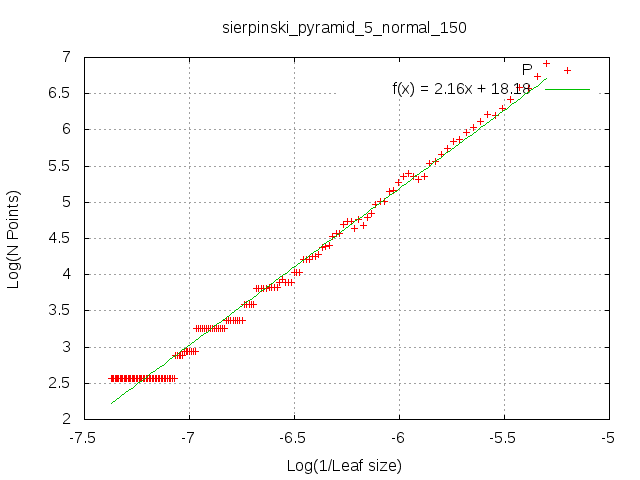 sierpinski_pyramid_5_normal_150
7
6.5
6
5.5
5
4.5
4
3.5
3
2.5
2
Log(N Points)
P
f(x) = 2.16x + 18.18
-7.5 -7 -6.5 -6 -5.5 -5
Log(1/Leaf size)